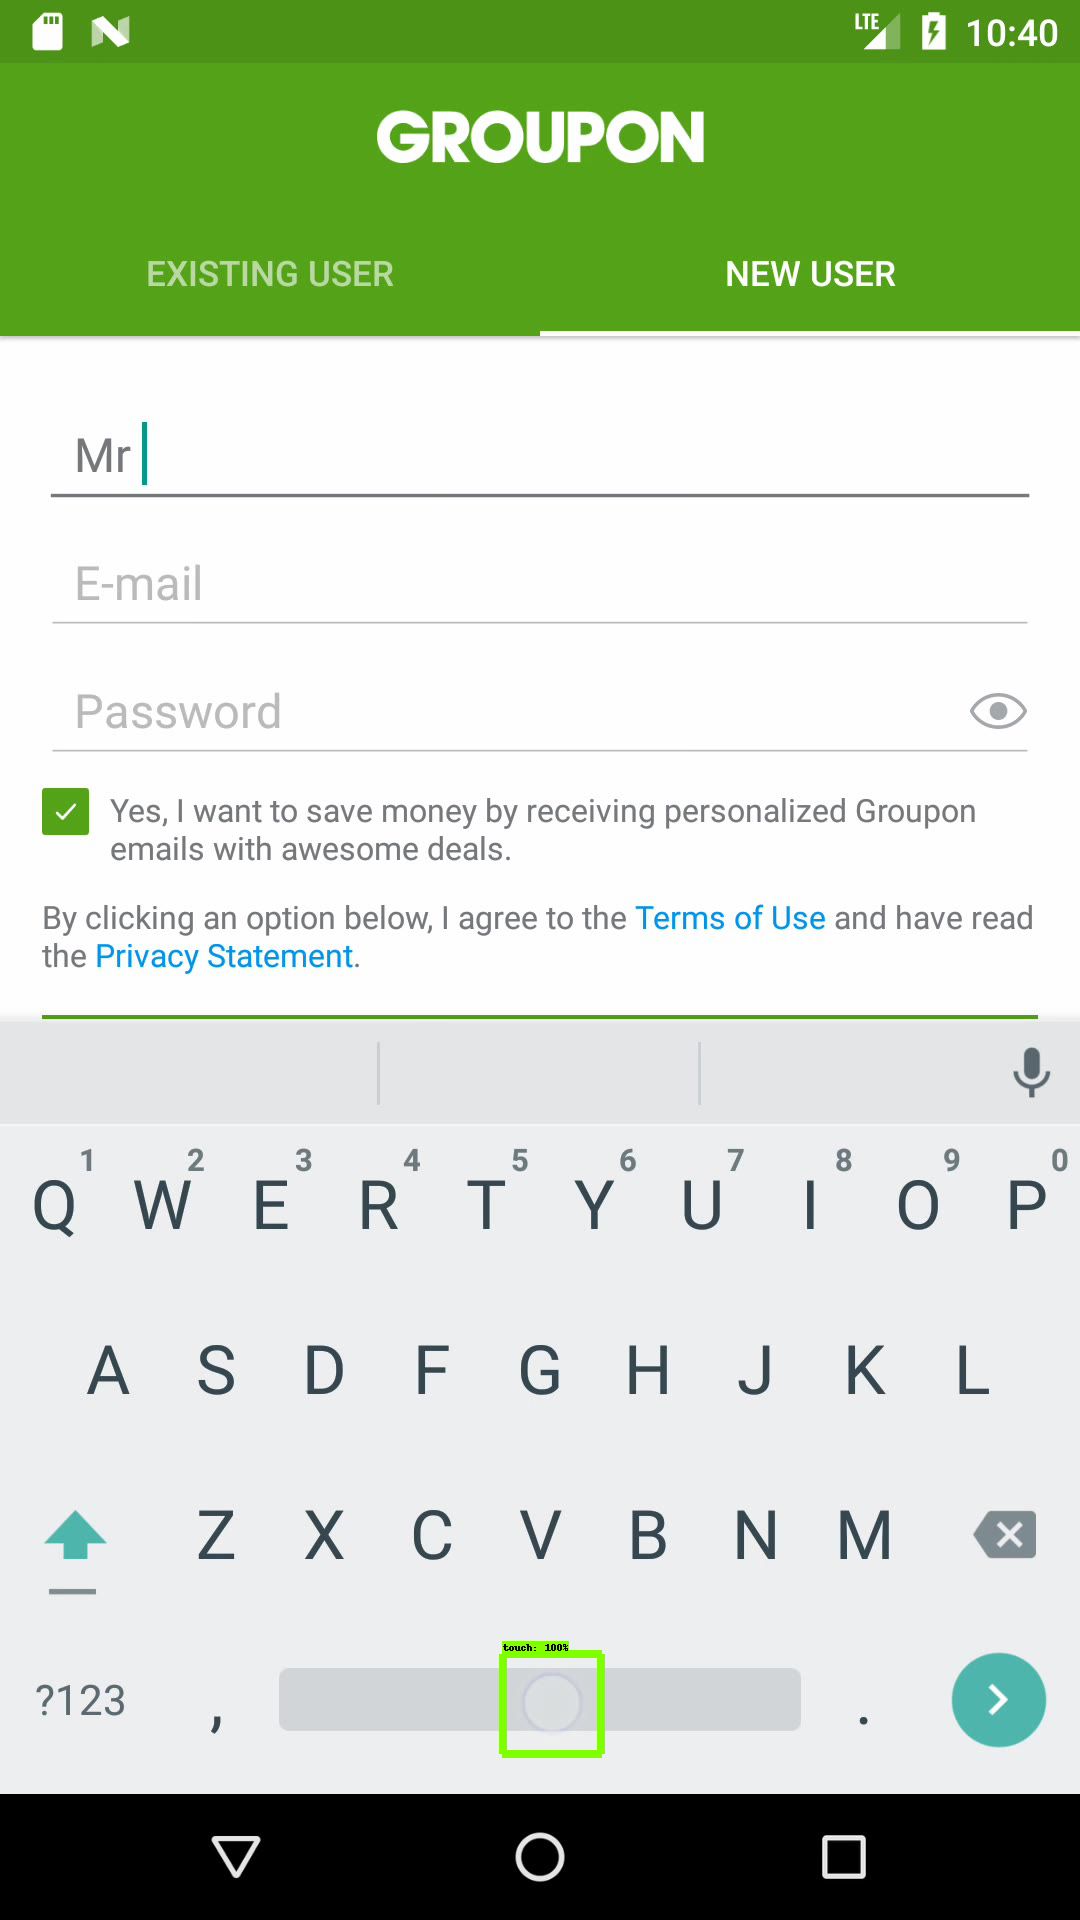 LTE 10:40
GROUPON
EXISTING USER NEW USER
Mr
E-mail
Password
Yes, I want to save money by receiving personalized Groupon
emails with awesome deals.
By clicking an option below, I agree to the Terms of Use and have read
the Privacy Statement.
1 2 3 4 5 6 7 8 9 0
Q W E R T Y U I O P
A S D F G H J K L
Z X C V B N M
touch: 100%
?123 , .